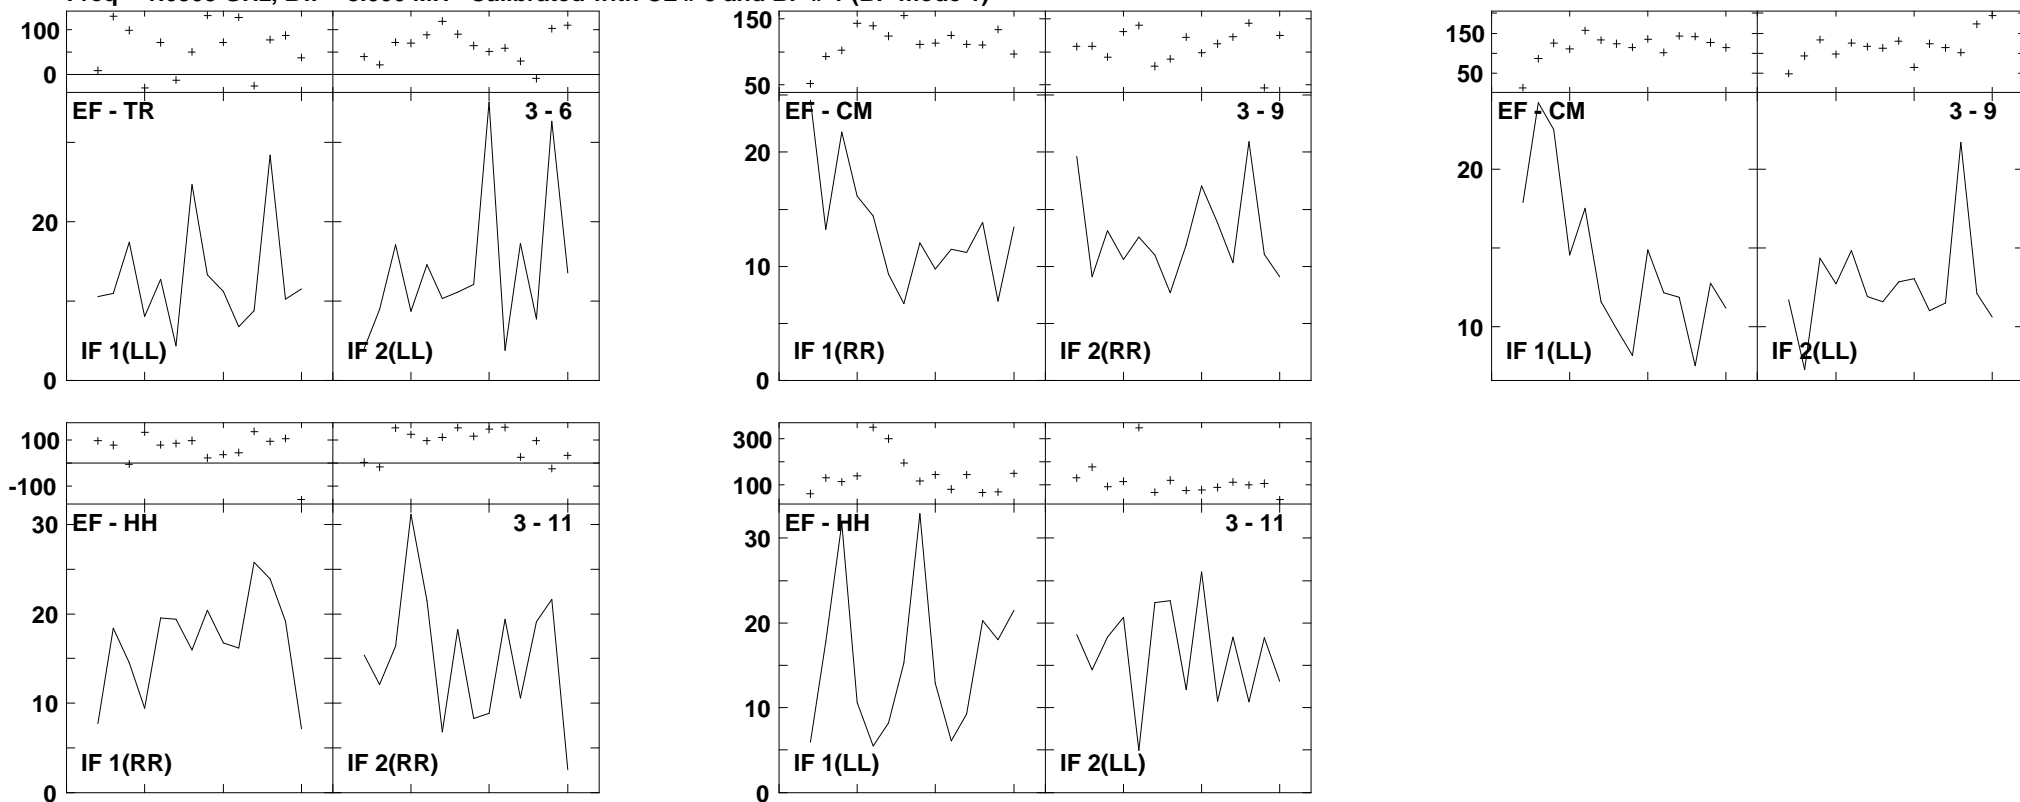 100
0
EF - TR
3 - 6
20
0
IF 1(LL)
IF 2(LL)
150
50
EF - CM
3 - 9
20
10
0
IF 1(RR)
IF 2(RR)
150
50
EF - CM
3 - 9
20
10
IF 1(LL)
IF 2(LL)
100
-100
EF - HH
3 - 11
30
20
10
0
IF 1(RR)
IF 2(RR)
300
100
EF - HH
3 - 11
30
20
10
0
IF 1(LL)
IF 2(LL)